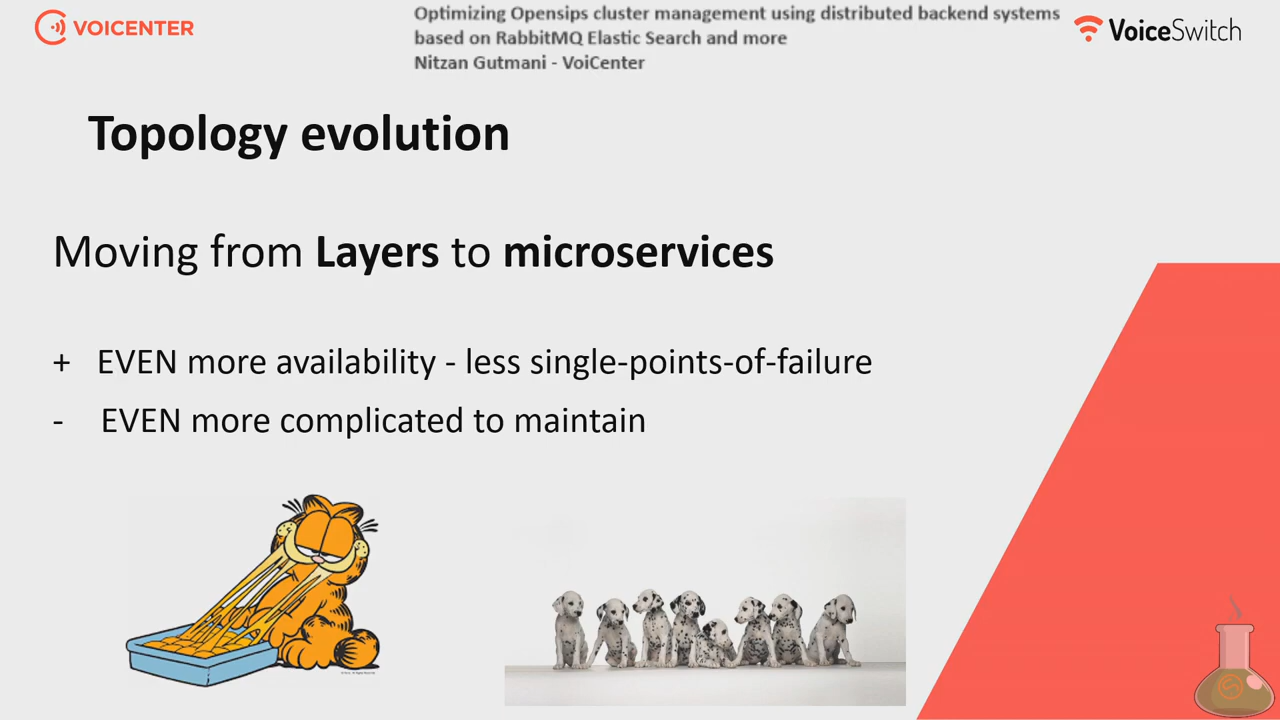 VOICENTER
Optimizing Opensips cluster management using distributed backend systems
based on RabbitMQ Elastic Search and more
Nitzan Gutmani - VoiCenter
VoiceSwitch
Topology evolution
Moving from Layers to microservices
+ EVEN more availability - less single-points-of-failure
- EVEN more complicated to maintain